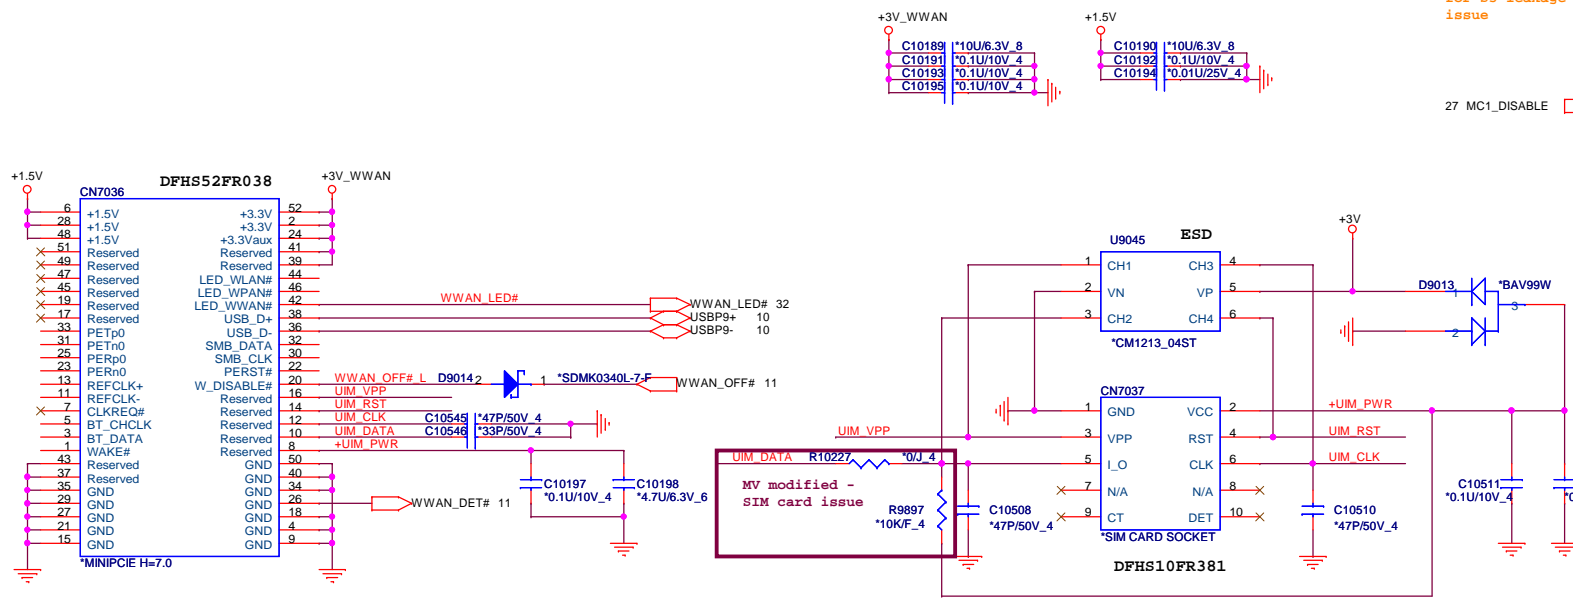 for S5 leakage
issue
+3V_WWAN
C10189 *10U/6.3V_8
C10191 *0.1U/10V_4
C10193 *0.1U/10V_4
C10195 *0.1U/10V_4
+1.5V
C10190 *10U/6.3V_8
C10192 *0.1U/10V_4
C10194 *0.01U/25V_4
27 MC1_DISABLE
+1.5V
DFHS52FR038
+3V_WWAN
CN7036
6 +1.5V +3.3V 52
28 +1.5V +3.3V 2
48 +1.5V +3.3Vaux 24
51 Reserved Reserved 41
49 Reserved Reserved 39
47 Reserved LED_WLAN# 44
45 Reserved LED_WPAN# 46
19 Reserved LED_WWAN# 42 WWAN_LED# WWAN_LED# 32
17 Reserved USB_D+ 38 USBP9+ 10
33 PETp0 USB_D- 36 USBP9- 10
31 PETn0 SMB_DATA 32
25 PERp0 SMB_CLK 30
23 PERn0 PERST# 22
13 REFCLK+ W_DISABLE# 20 WWAN_OFF#_L D9014 2 1 *SDMK0340L-7-F WWAN_OFF# 11
11 REFCLK- Reserved 16 UIM_VPP
7 CLKREQ# Reserved 14 UIM_RST
5 BT_CHCLK Reserved 12 UIM_CLK C10545 *47P/50V_4
3 BT_DATA Reserved 10 UIM_DATA C10546 *33P/50V_4
1 WAKE# Reserved 8 +UIM_PWR
43 Reserved GND 50
37 Reserved GND 40
35 GND GND 34
29 GND GND 26 WWAN_DET# 11
27 GND GND 18
21 GND GND 4
15 GND GND 9
*MINIPCIE H=7.0
C10197
*0.1U/10V_4
C10198
*4.7U/6.3V_6
U9045
ESD
1 CH1 CH3 4
2 VN VP 5
3 CH2 CH4 6
*CM1213_04ST
+3V
D9013 1 *BAV99W
3
2
CN7037
1 GND VCC 2 +UIM_PWR
UIM_VPP 3 VPP RST 4 UIM_RST
UIM_DATA R10227 *0/J_4 5 I_O CLK 6 UIM_CLK
7 N/A N/A 8
9 CT DET 10
*SIM CARD SOCKET
DFHS10FR381
MV modified -
SIM card issue
R9897
*10K/F_4
C10508
*47P/50V_4
C10510
*47P/50V_4
C10511
*0.1U/10V_4